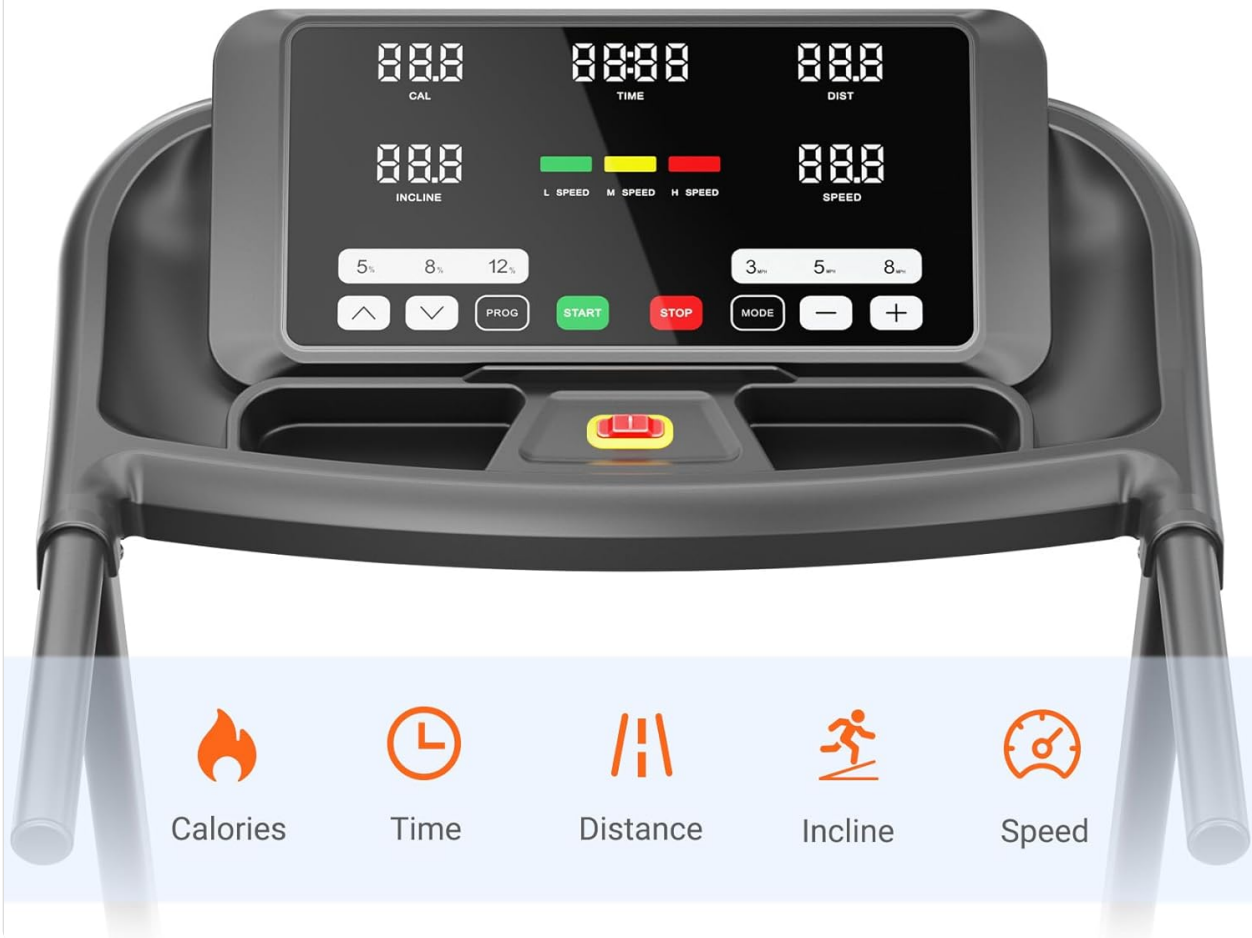 88.8 88:88 88.8
CAL TIME DIST
88.8 88.8
INCLINE L SPEED M SPEED H SPEED SPEED
5% 8% 12% 3MPH 5MPH 8MPH
PROG START STOP MODE − +
Calories Time Distance Incline Speed